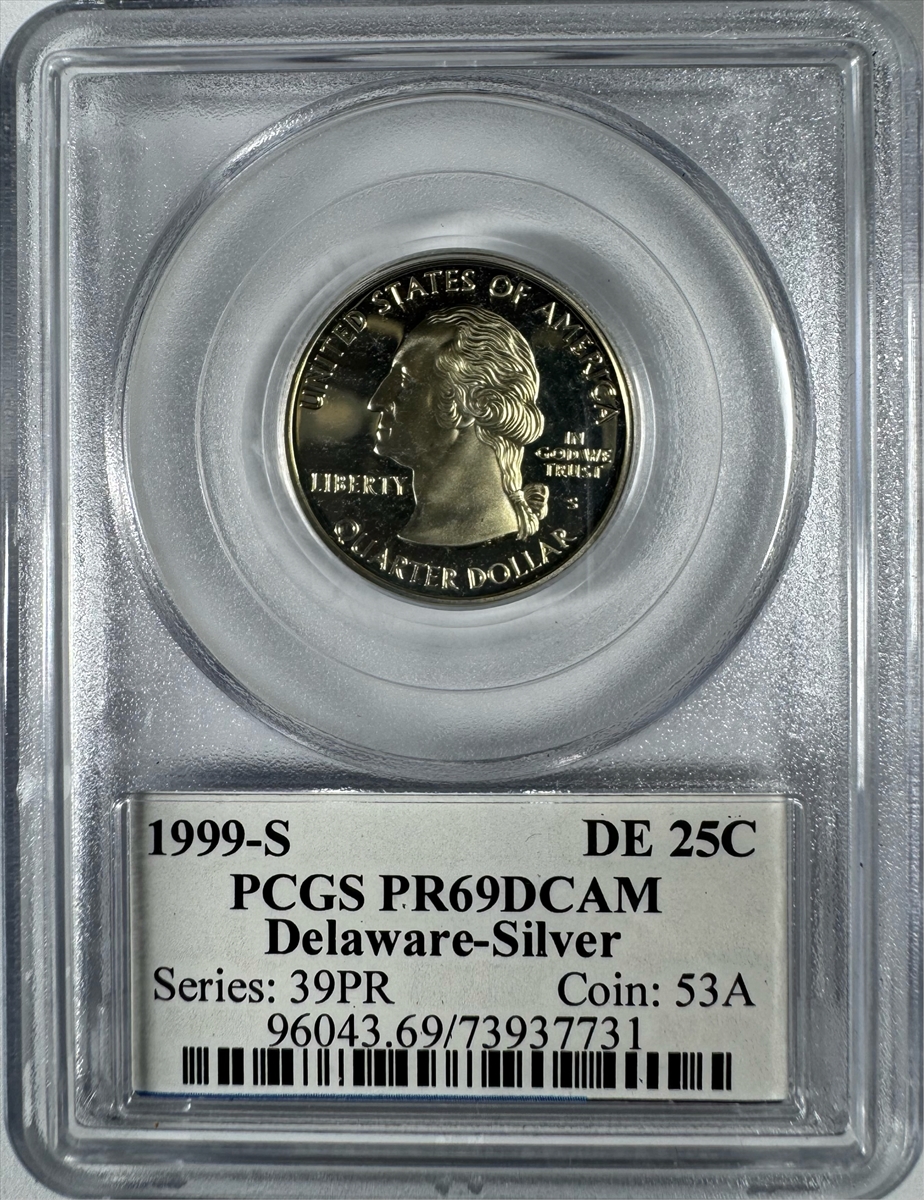 UNITED STATES OF AMERICA
IN
GOD WE
TRUST
LIBERTY
S
QUARTER DOLLAR
1999-S DE 25C
PCGS PR69DCAM
Delaware-Silver
Series: 39PR Coin: 53A
96043.69/73937731